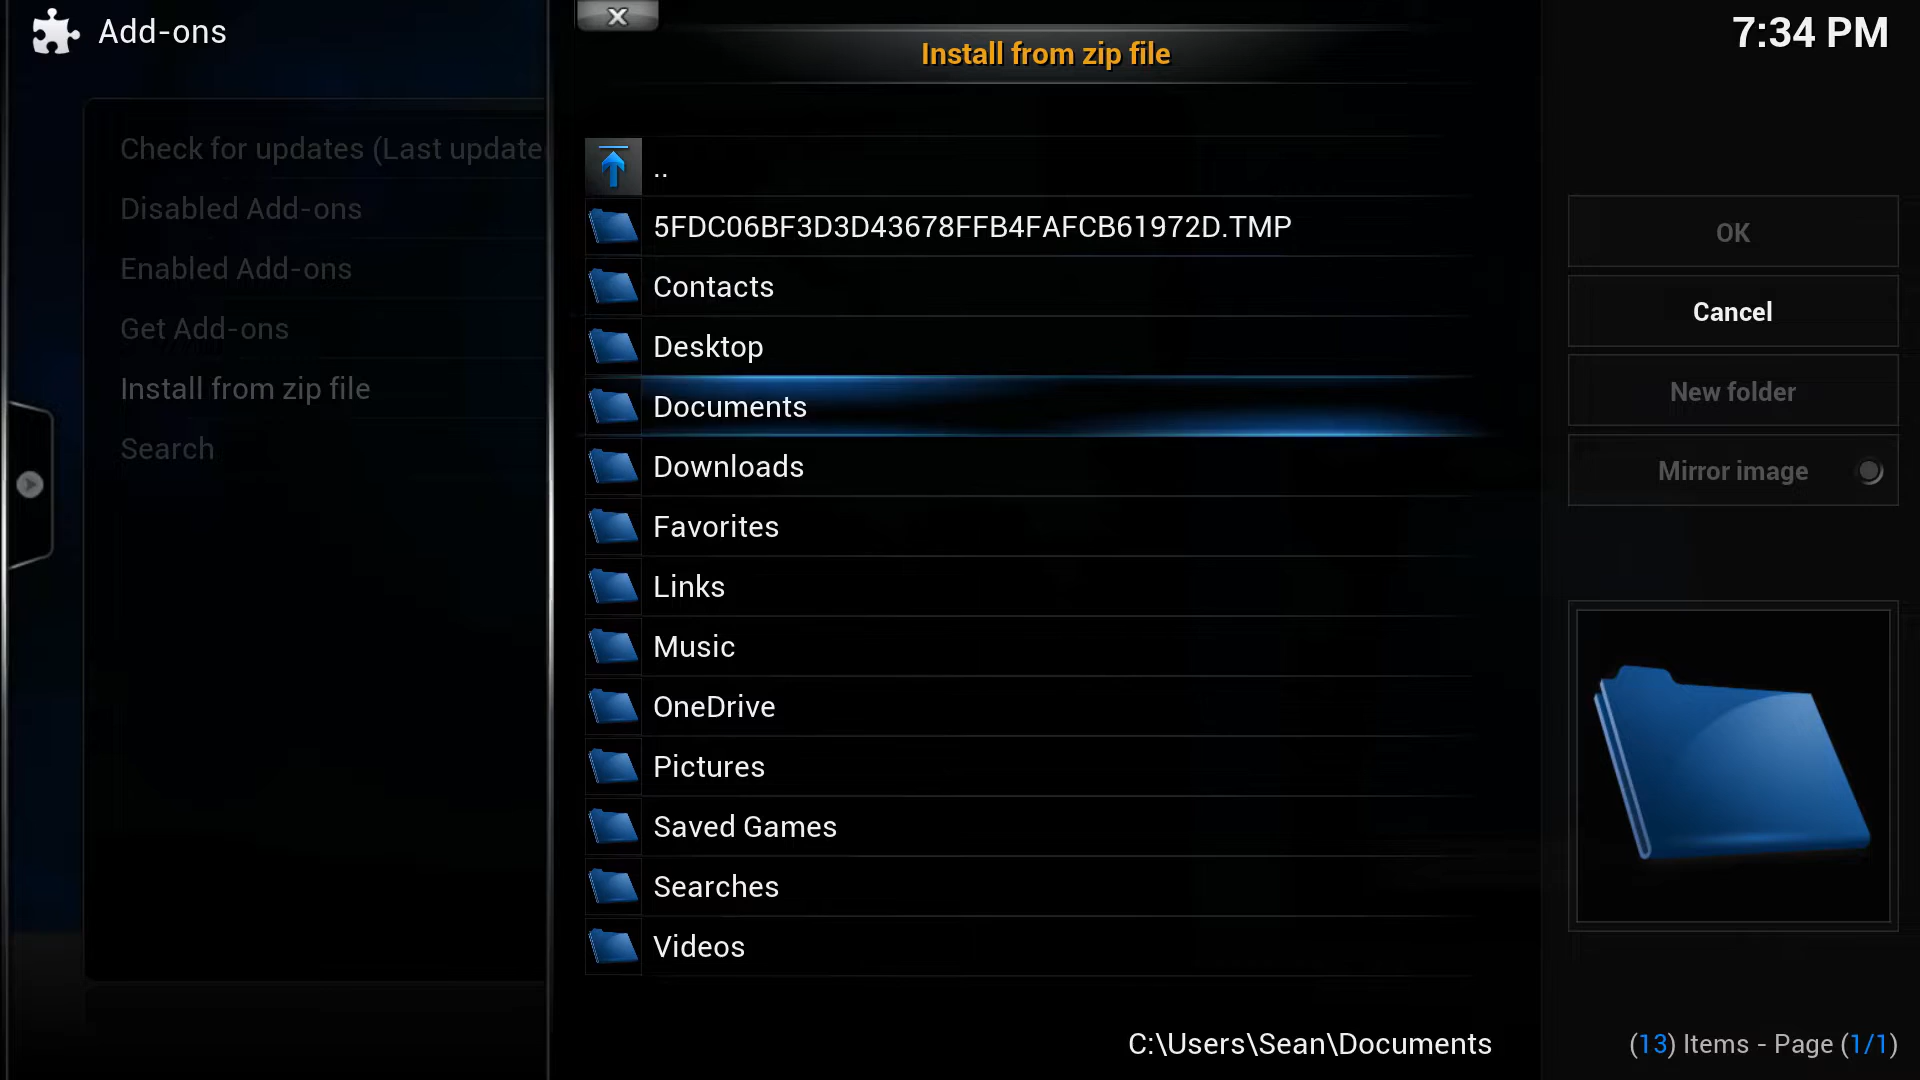 Add-ons
X
Install from zip file
7:34 PM
Check for updates (Last update
Disabled Add-ons
Enabled Add-ons
Get Add-ons
Install from zip file
Search
..
5FDC06BF3D3D43678FFB4FAFCB61972D.TMP
Contacts
Desktop
Documents
Downloads
Favorites
Links
Music
OneDrive
Pictures
Saved Games
Searches
Videos
OK
Cancel
New folder
Mirror image
C:\Users\Sean\Documents
(13) Items - Page (1/1)